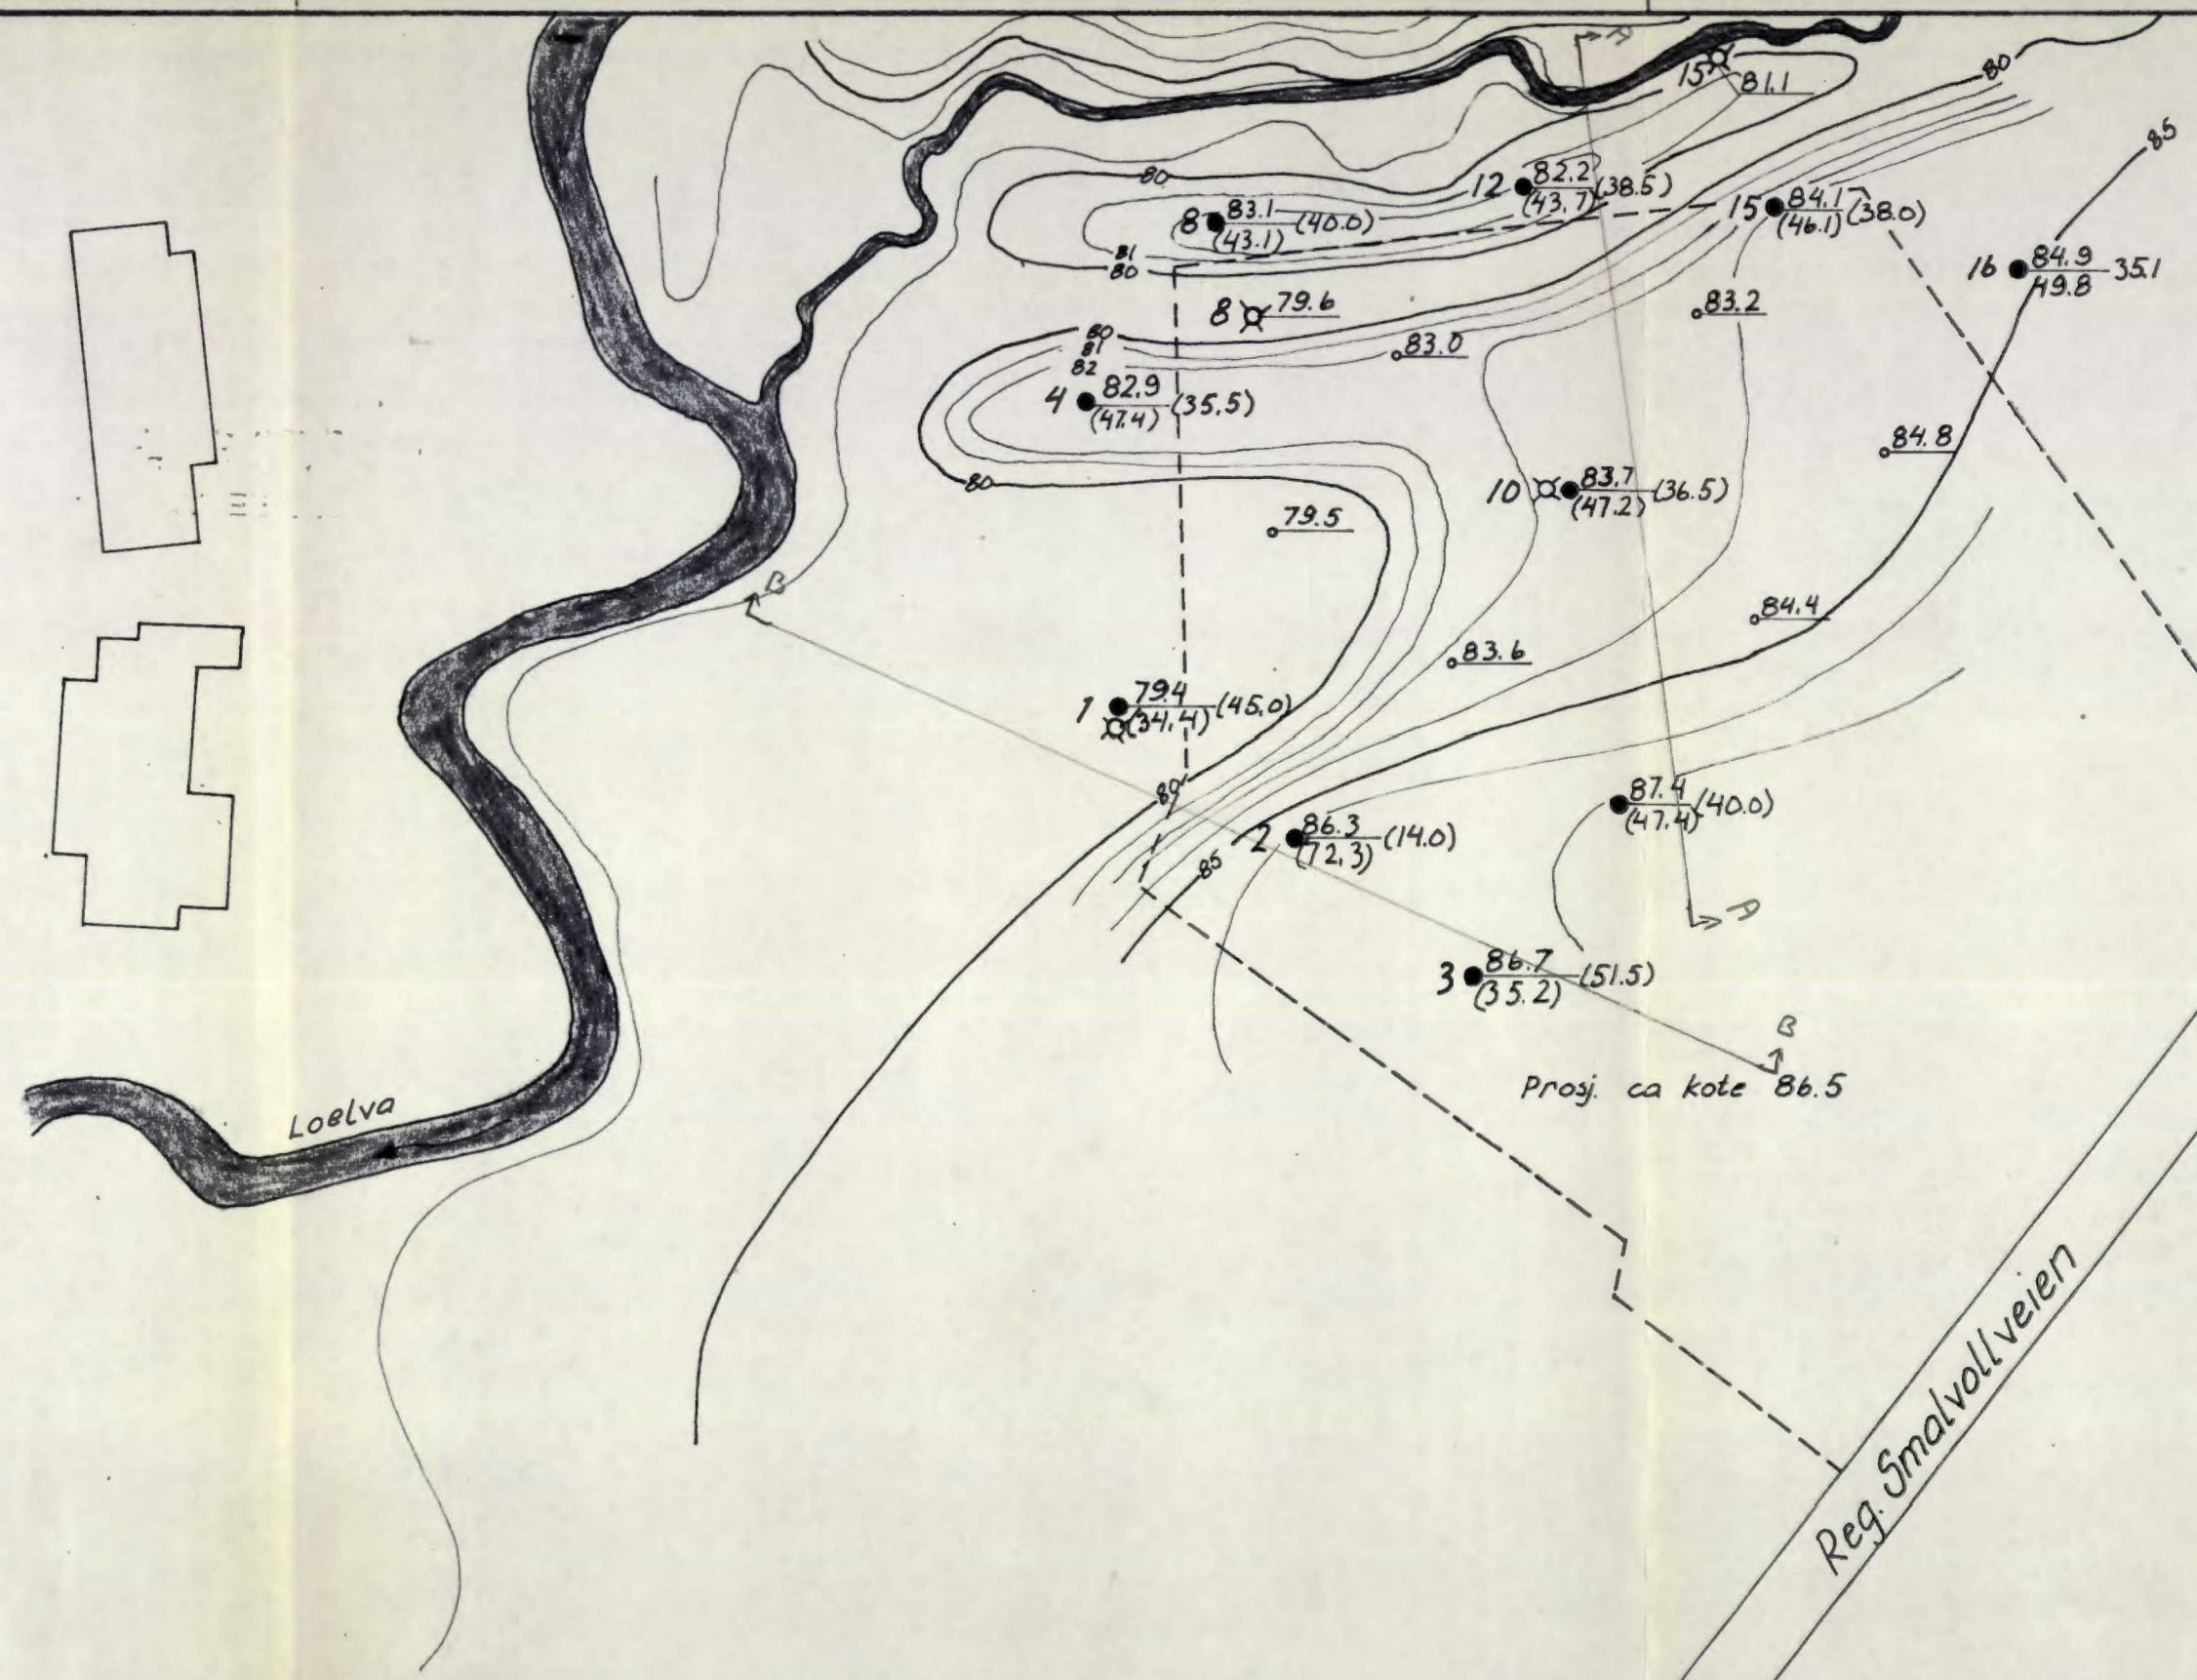 A
80
15
81.1
85
80
12 82.2 (38.5)
(43.7)
8 83.1 (40.0)
(43.1)
15 84.1 (38.0)
(46.1)
81
80
16 84.9 35.1
49.8
8 79.6
83.2
80
81
82
83.0
4 82.9 (35.5)
(47.4)
84.8
80
10 83.7 (36.5)
(47.2)
79.5
B
84.4
83.6
1 79.4 (45.0)
(34.4)
80
87.4 (40.0)
(47.4)
2 86.3 (14.0)
(72.3)
85
A
3 86.7 (51.5)
(35.2)
B
Prosj. ca kote 86.5
Loelva
Reg. Smalvollveien